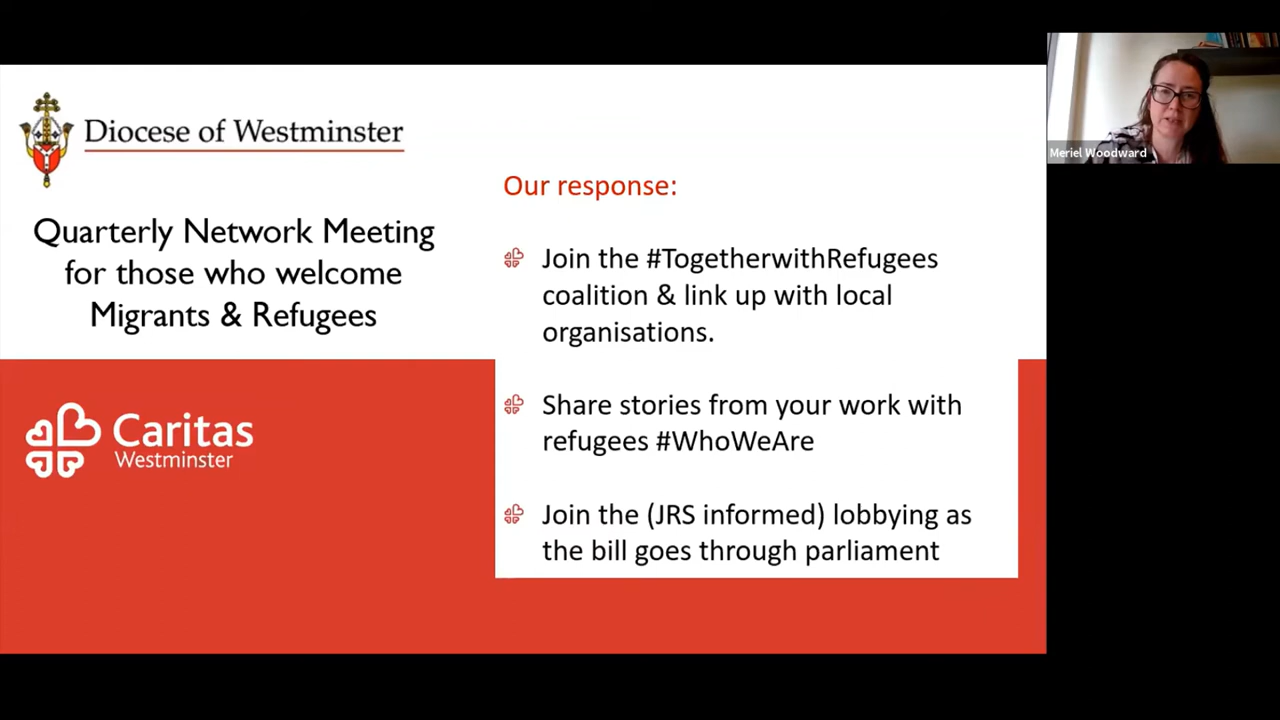 Diocese of Westminster
Quarterly Network Meeting
for those who welcome
Migrants & Refugees
Caritas
Westminster
Our response:
Join the #TogetherwithRefugees
coalition & link up with local
organisations.
Share stories from your work with
refugees #WhoWeAre
Join the (JRS informed) lobbying as
the bill goes through parliament
Meriel Woodward